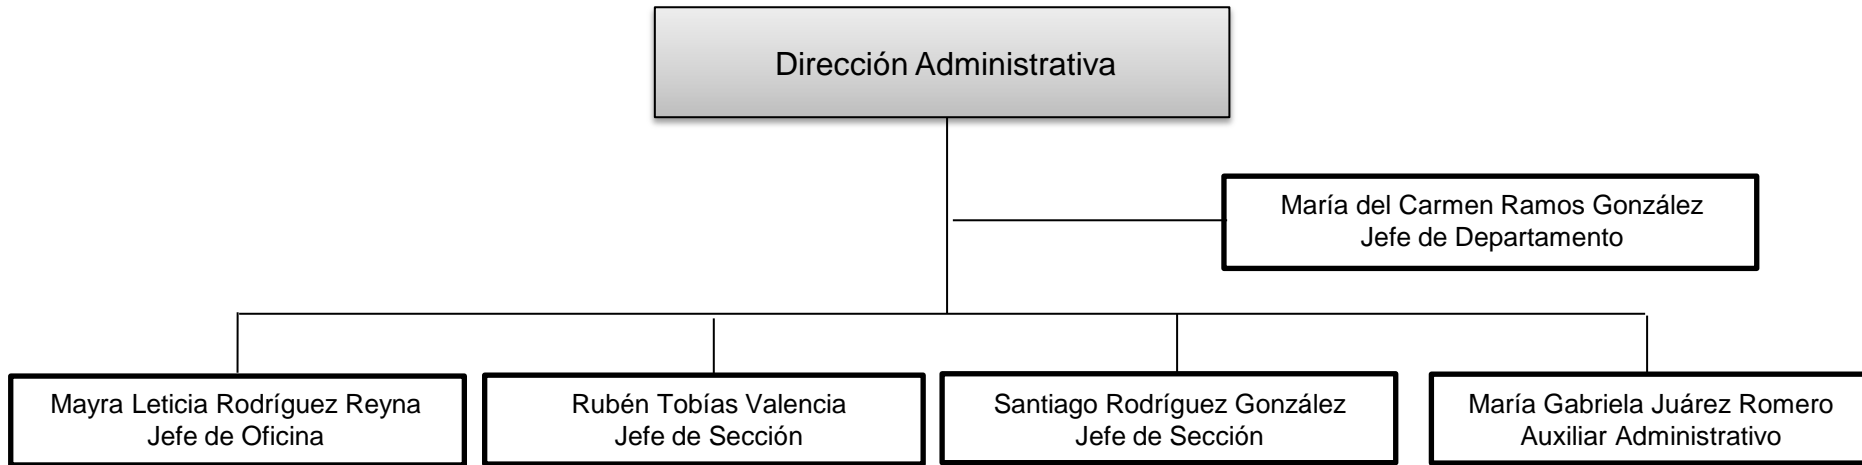 Dirección Administrativa
María del Carmen Ramos González
Jefe de Departamento
Mayra Leticia Rodríguez Reyna
Jefe de Oficina
Rubén Tobías Valencia
Jefe de Sección
Santiago Rodríguez González
Jefe de Sección
María Gabriela Juárez Romero
Auxiliar Administrativo